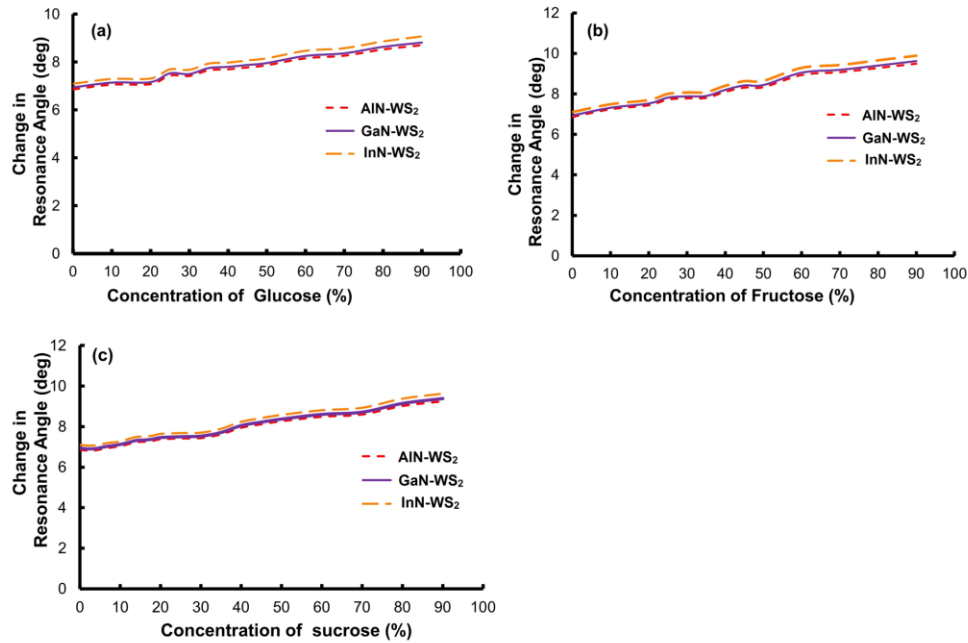 (a)
Change in
Resonance Angle (deg)
10
8
6
4
2
0
AlN-WS₂
GaN-WS₂
InN-WS₂
0 10 20 30 40 50 60 70 80 90 100
Concentration of Glucose (%)
(b)
Change in
Resonance Angle (deg)
12
10
8
6
4
2
0
AlN-WS₂
GaN-WS₂
InN-WS₂
0 10 20 30 40 50 60 70 80 90 100
Concentration of Fructose (%)
(c)
Change in
Resonance Angle (deg)
12
10
8
6
4
2
0
AlN-WS₂
GaN-WS₂
InN-WS₂
0 10 20 30 40 50 60 70 80 90 100
Concentration of sucrose (%)